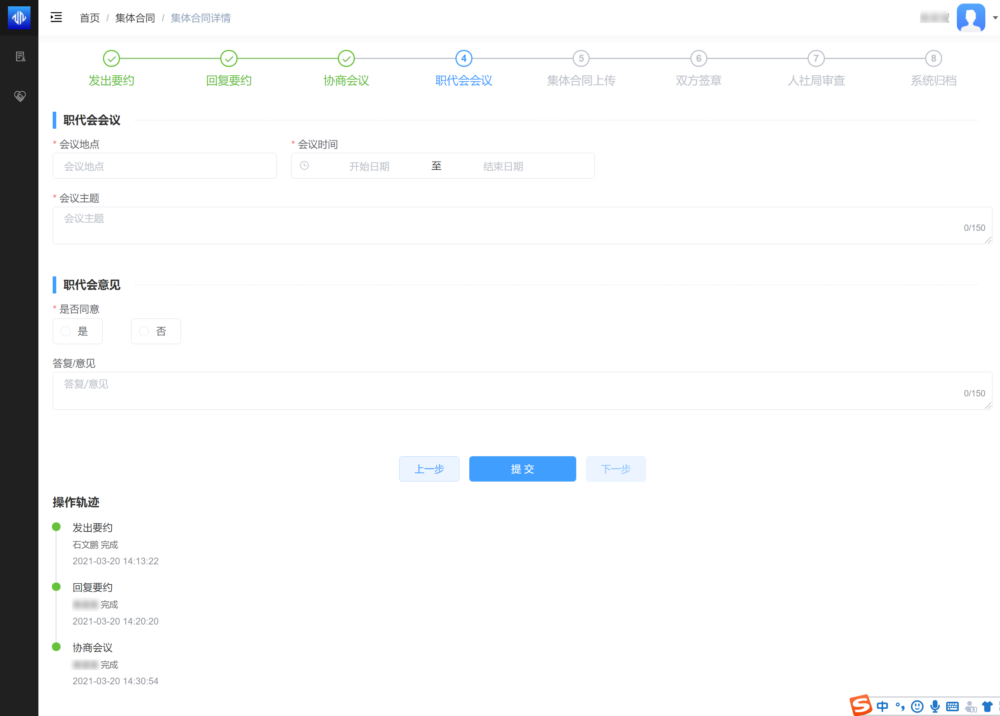 首页 / 集体合同 / 集体合同详情
4 5 6 7 8
发出要约 回复要约 协商会议 职代会会议 集体合同上传 双方签章 人社局审查 系统归档
职代会会议
* 会议地点 * 会议时间
会议地点 开始日期 至 结束日期
* 会议主题
会议主题
0/150
职代会意见
* 是否同意
是 否
答复/意见
答复/意见
0/150
上一步 提 交 下一步
操作轨迹
发出要约
石文鹏 完成
2021-03-20 14:13:22
回复要约
完成
2021-03-20 14:20:20
协商会议
完成
2021-03-20 14:30:54
中